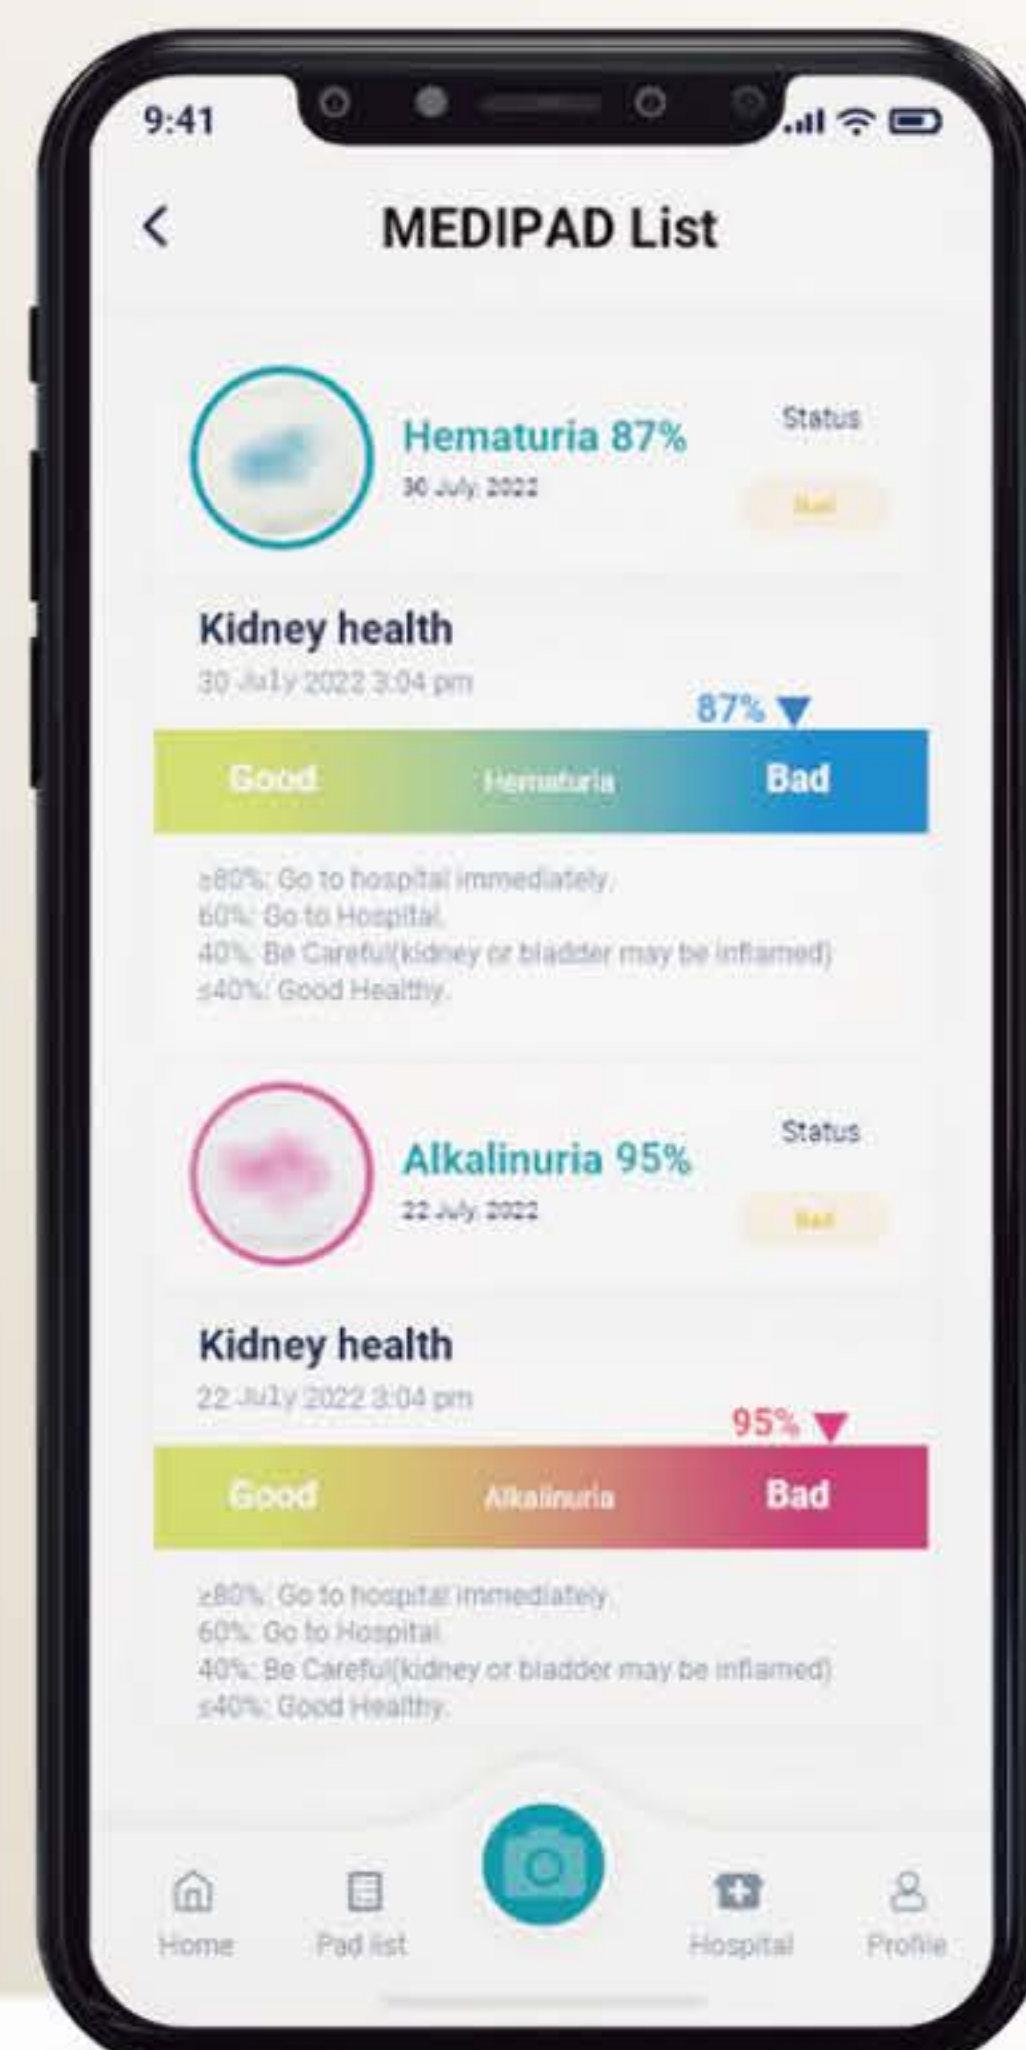 9:41
MEDIPAD List
Hematuria 87%
Status
30 July, 2022
Bad
Kidney health
30 July 2022 3:04 pm
87%
Good
Hematuria
Bad
≥80%: Go to hospital immediately.
60%: Go to Hospital.
40%: Be Careful(kidney or bladder may be inflamed)
≤40%: Good Healthy.
Alkalinuria 95%
Status
22 July, 2022
Bad
Kidney health
22 July 2022 3:04 pm
95%
Good
Alkalinuria
Bad
≥80%: Go to hospital immediately.
60%: Go to Hospital.
40%: Be Careful(kidney or bladder may be inflamed)
≤40%: Good Healthy.
Home
Pad list
Hospital
Profile